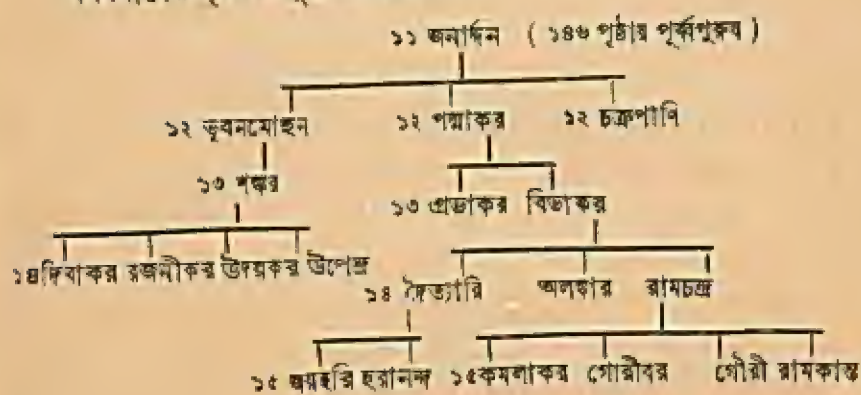 ১১ জনার্দ্দন ( ১৪৬ পৃষ্ঠায় পূর্ব্বপুরুষ )
১২ ভূবনমোহন ১২ পদ্মাকর ১২ চক্রপাণি
১৩ শঙ্কর
১৩ প্রভাকর বিভাকর
১৪ দিবাকর রজনীকর উদয়কর উপেন্দ্র
১৪ দৈত্যারি অলঙ্কার রামচন্দ্র
১৫ জয়হরি হরানন্দ ১৫ কমলাকর গৌরীবর গৌরী রামকান্ত